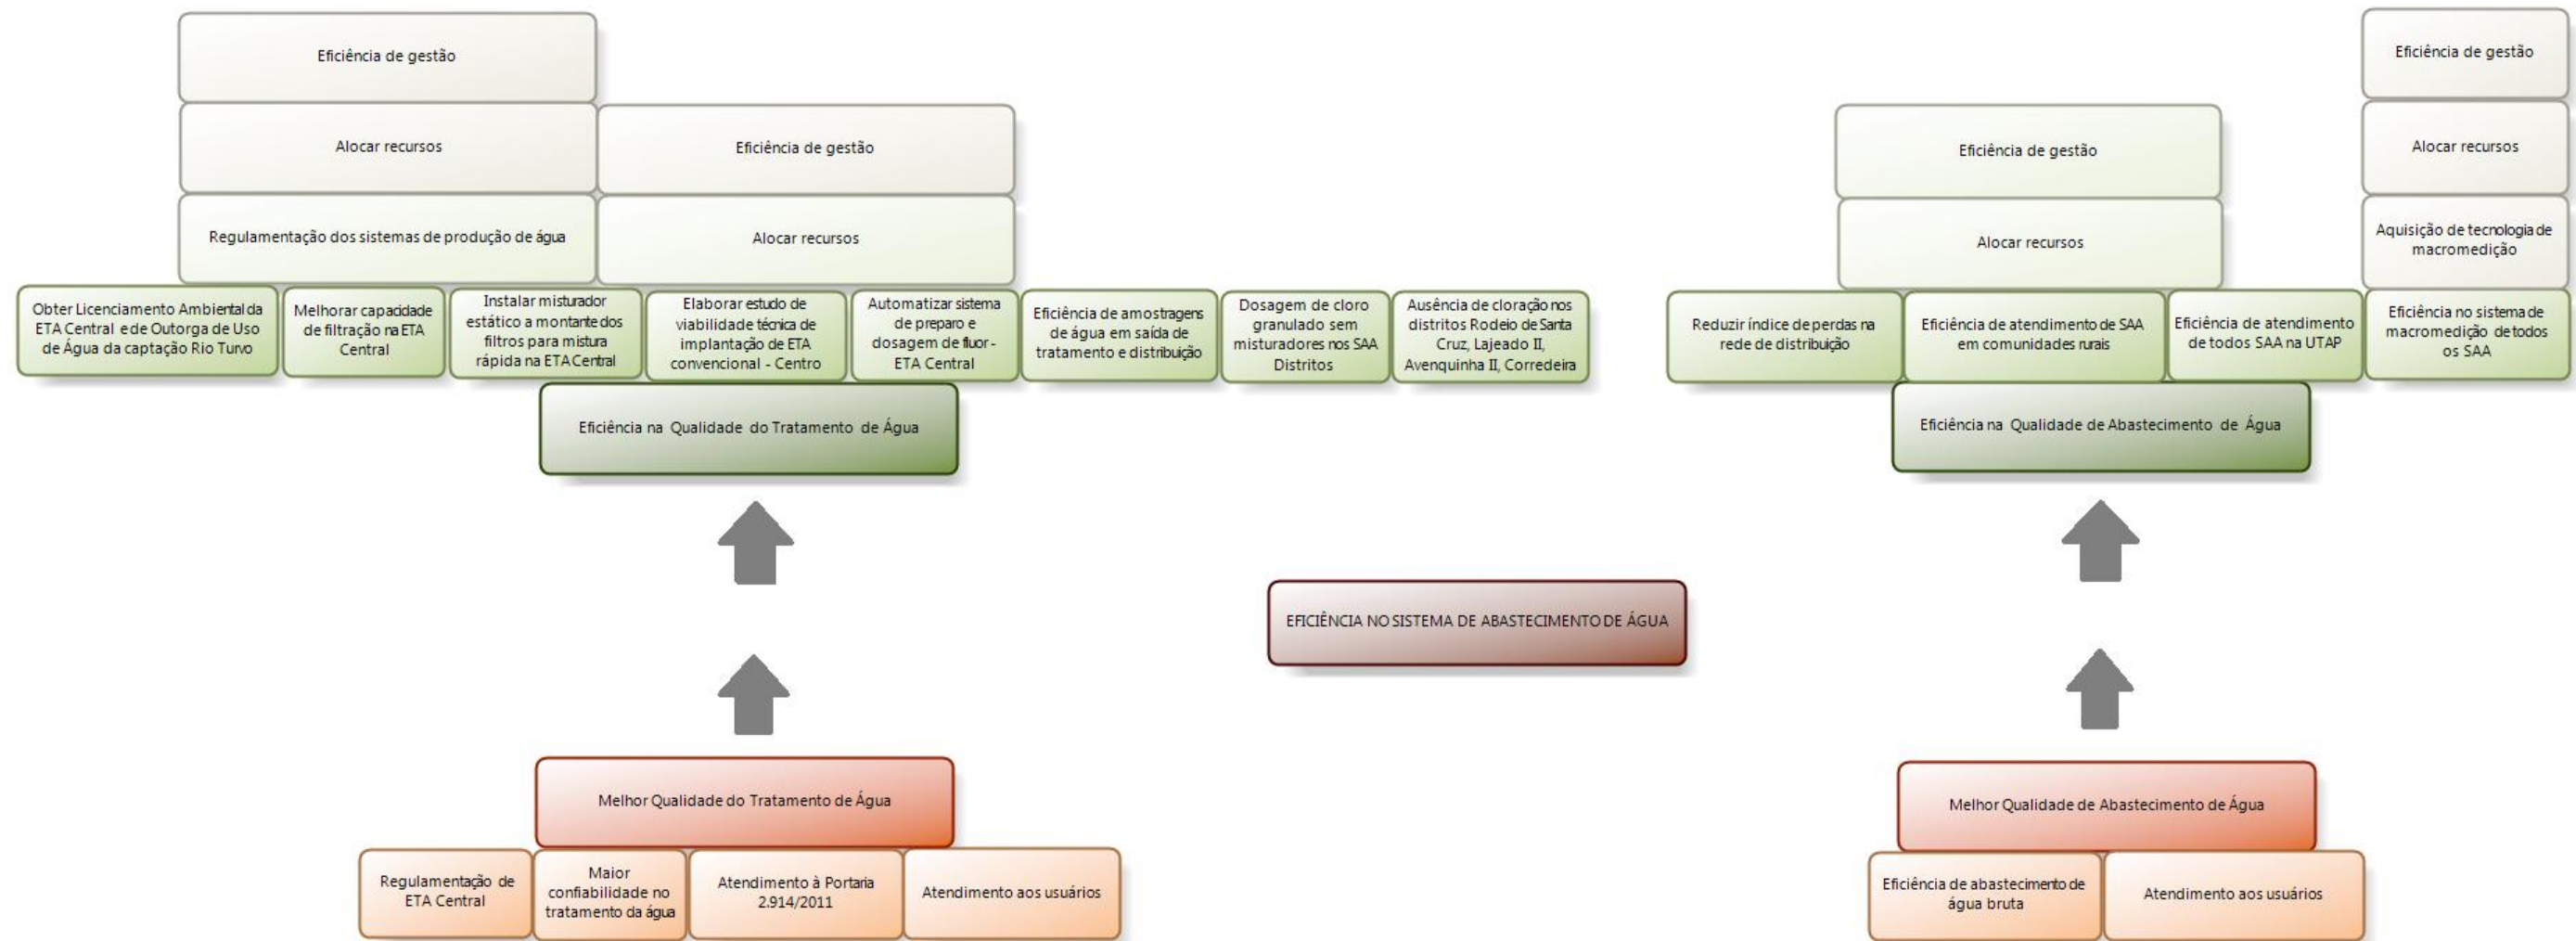 Eficiência de gestão
Alocar recursos
Regulamentação dos sistemas de produção de água
Eficiência de gestão
Alocar recursos
Obter Licenciamento Ambiental da
ETA Central e de Outorga de Uso
de Água da captação Rio Turvo
Melhorar capacidade
de filtração na ETA
Central
Instalar misturador
estático a montante dos
filtros para mistura
rápida na ETA Central
Elaborar estudo de
viabilidade técnica de
implantação de ETA
convencional - Centro
Automatizar sistema
de preparo e
dosagem de fluor -
ETA Central
Eficiência de amostragens
de água em saída de
tratamento e distribuição
Dosagem de cloro
granulado sem
misturadores nos SAA
Distritos
Ausência de cloração nos
distritos Rodeio de Santa
Cruz, Lajeado II,
Avenquinha II, Corredeira
Eficiência na Qualidade do Tratamento de Água
Eficiência de gestão
Alocar recursos
Eficiência de gestão
Alocar recursos
Aquisição de tecnologia de
macromedição
Reduzir índice de perdas na
rede de distribuição
Eficiência de atendimento de SAA
em comunidades rurais
Eficiência de atendimento
de todos SAA na UTAP
Eficiência no sistema de
macromedição de todos
os SAA
Eficiência na Qualidade de Abastecimento de Água
EFICIÊNCIA NO SISTEMA DE ABASTECIMENTO DE ÁGUA
Melhor Qualidade do Tratamento de Água
Regulamentação de
ETA Central
Maior
confiabilidade no
tratamento da água
Atendimento à Portaria
2.914/2011
Atendimento aos usuários
Melhor Qualidade de Abastecimento de Água
Eficiência de abastecimento de
água bruta
Atendimento aos usuários